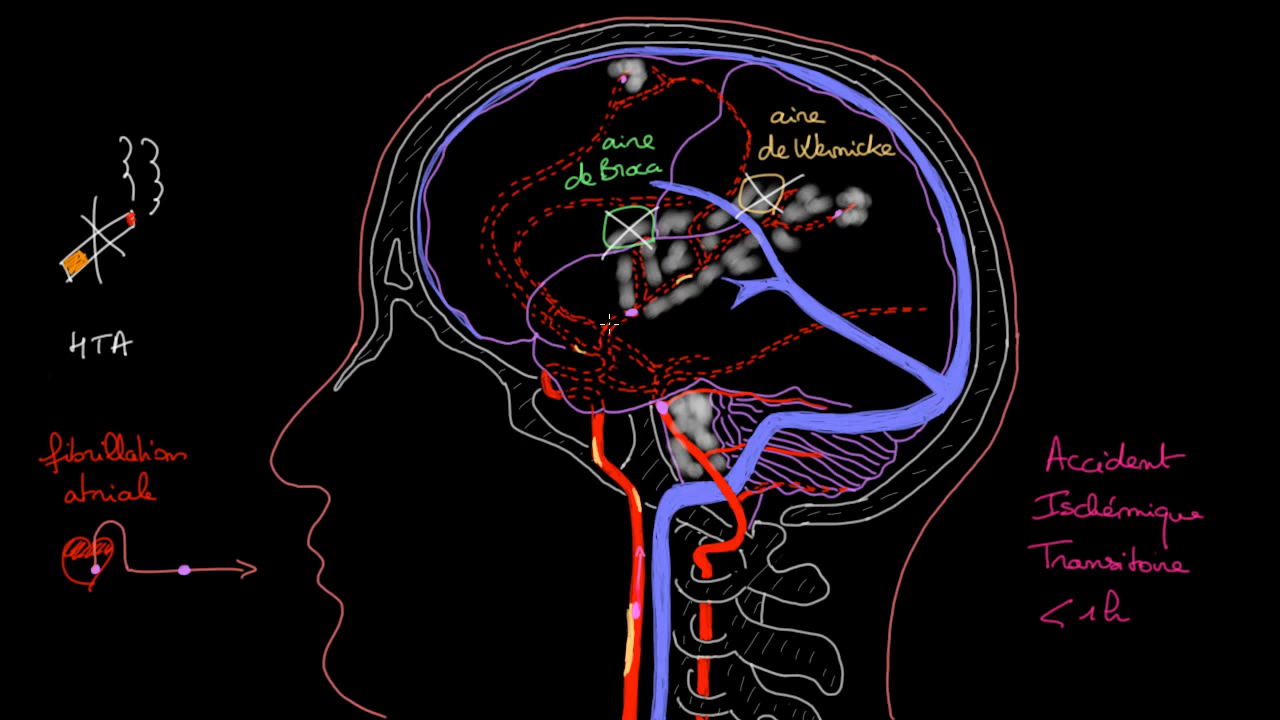 aire
de Broca
aire
de Wernicke
HTA
fibrillation
atriale
Accident
Ischémique
Transitoire
< 1h